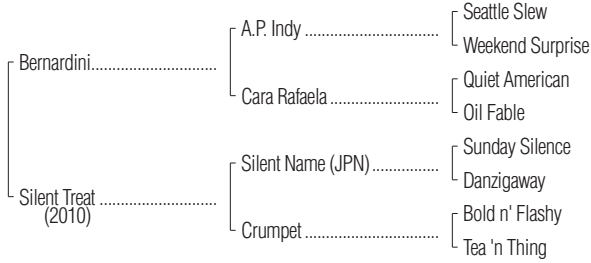 Seattle Slew
A.P. Indy ..............................
Weekend Surprise
Bernardini............................
Quiet American
Cara Rafaela ........................
Oil Fable
Sunday Silence
Silent Name (JPN)................
Danzigaway
Silent Treat ..........................
(2010)
Bold n' Flashy
Crumpet ..............................
Tea 'n Thing